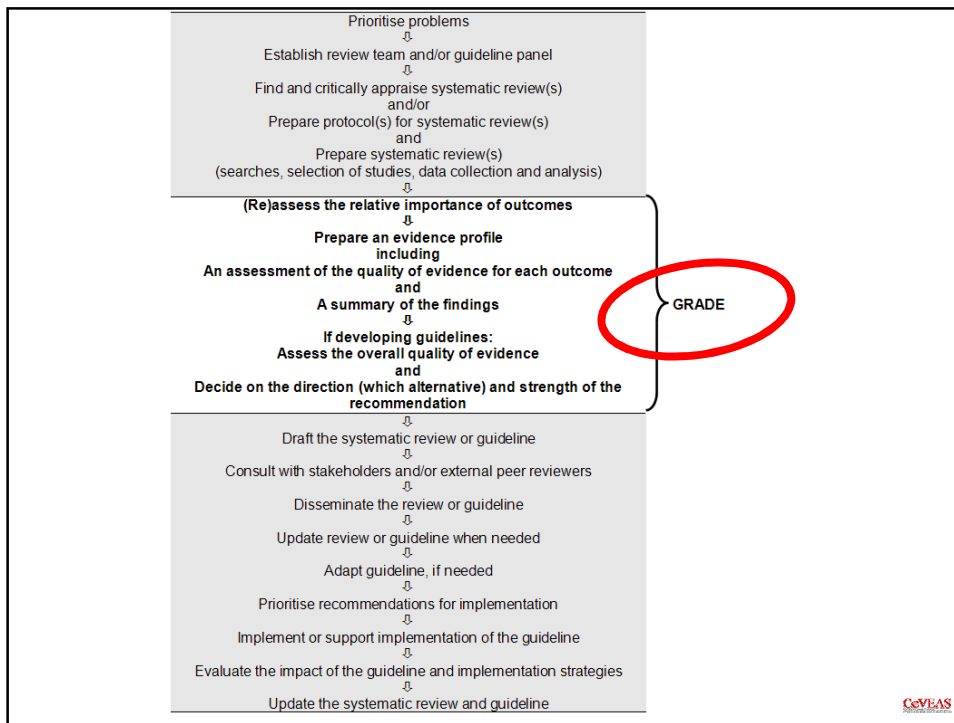 Prioritise problems
⇩
Establish review team and/or guideline panel
⇩
Find and critically appraise systematic review(s)
and/or
Prepare protocol(s) for systematic review(s)
and
Prepare systematic review(s)
(searches, selection of studies, data collection and analysis)
⇩
(Re)assess the relative importance of outcomes
⇩
Prepare an evidence profile
including
An assessment of the quality of evidence for each outcome
and
A summary of the findings
⇩
If developing guidelines:
Assess the overall quality of evidence
and
Decide on the direction (which alternative) and strength of the
recommendation
GRADE
⇩
Draft the systematic review or guideline
⇩
Consult with stakeholders and/or external peer reviewers
⇩
Disseminate the review or guideline
⇩
Update review or guideline when needed
⇩
Adapt guideline, if needed
⇩
Prioritise recommendations for implementation
⇩
Implement or support implementation of the guideline
⇩
Evaluate the impact of the guideline and implementation strategies
⇩
Update the systematic review and guideline
CeVEAS